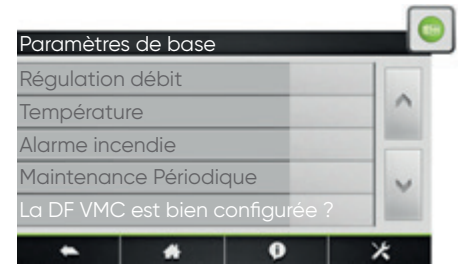 Paramètres de base
Régulation débit
Température
Alarme incendie
Maintenance Périodique
La DF VMC est bien configurée ?